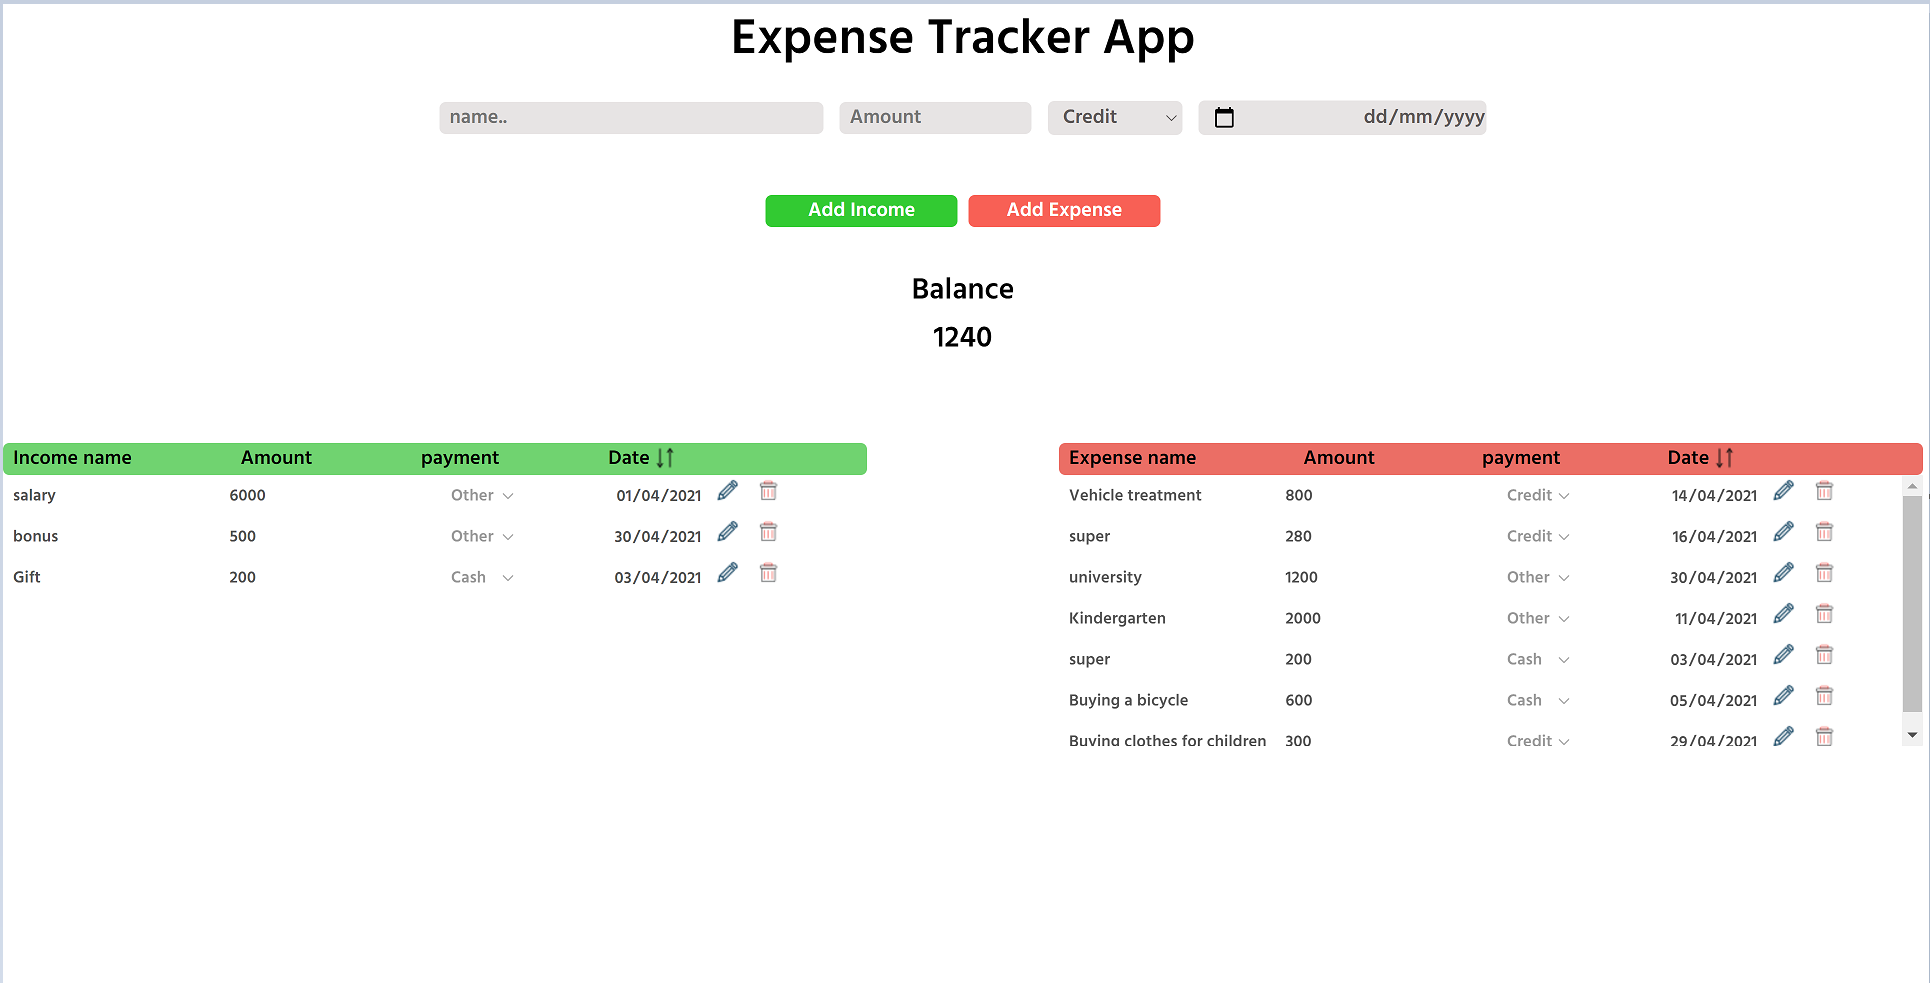 Expense Tracker App
name.. Amount Credit dd/mm/yyyy
Add Income Add Expense
Balance
1240
Income name Amount payment Date
salary 6000 Other 01/04/2021
bonus 500 Other 30/04/2021
Gift 200 Cash 03/04/2021
Expense name Amount payment Date
Vehicle treatment 800 Credit 14/04/2021
super 280 Credit 16/04/2021
university 1200 Other 30/04/2021
Kindergarten 2000 Other 11/04/2021
super 200 Cash 03/04/2021
Buying a bicycle 600 Cash 05/04/2021
Buying clothes for children 300 Credit 29/04/2021